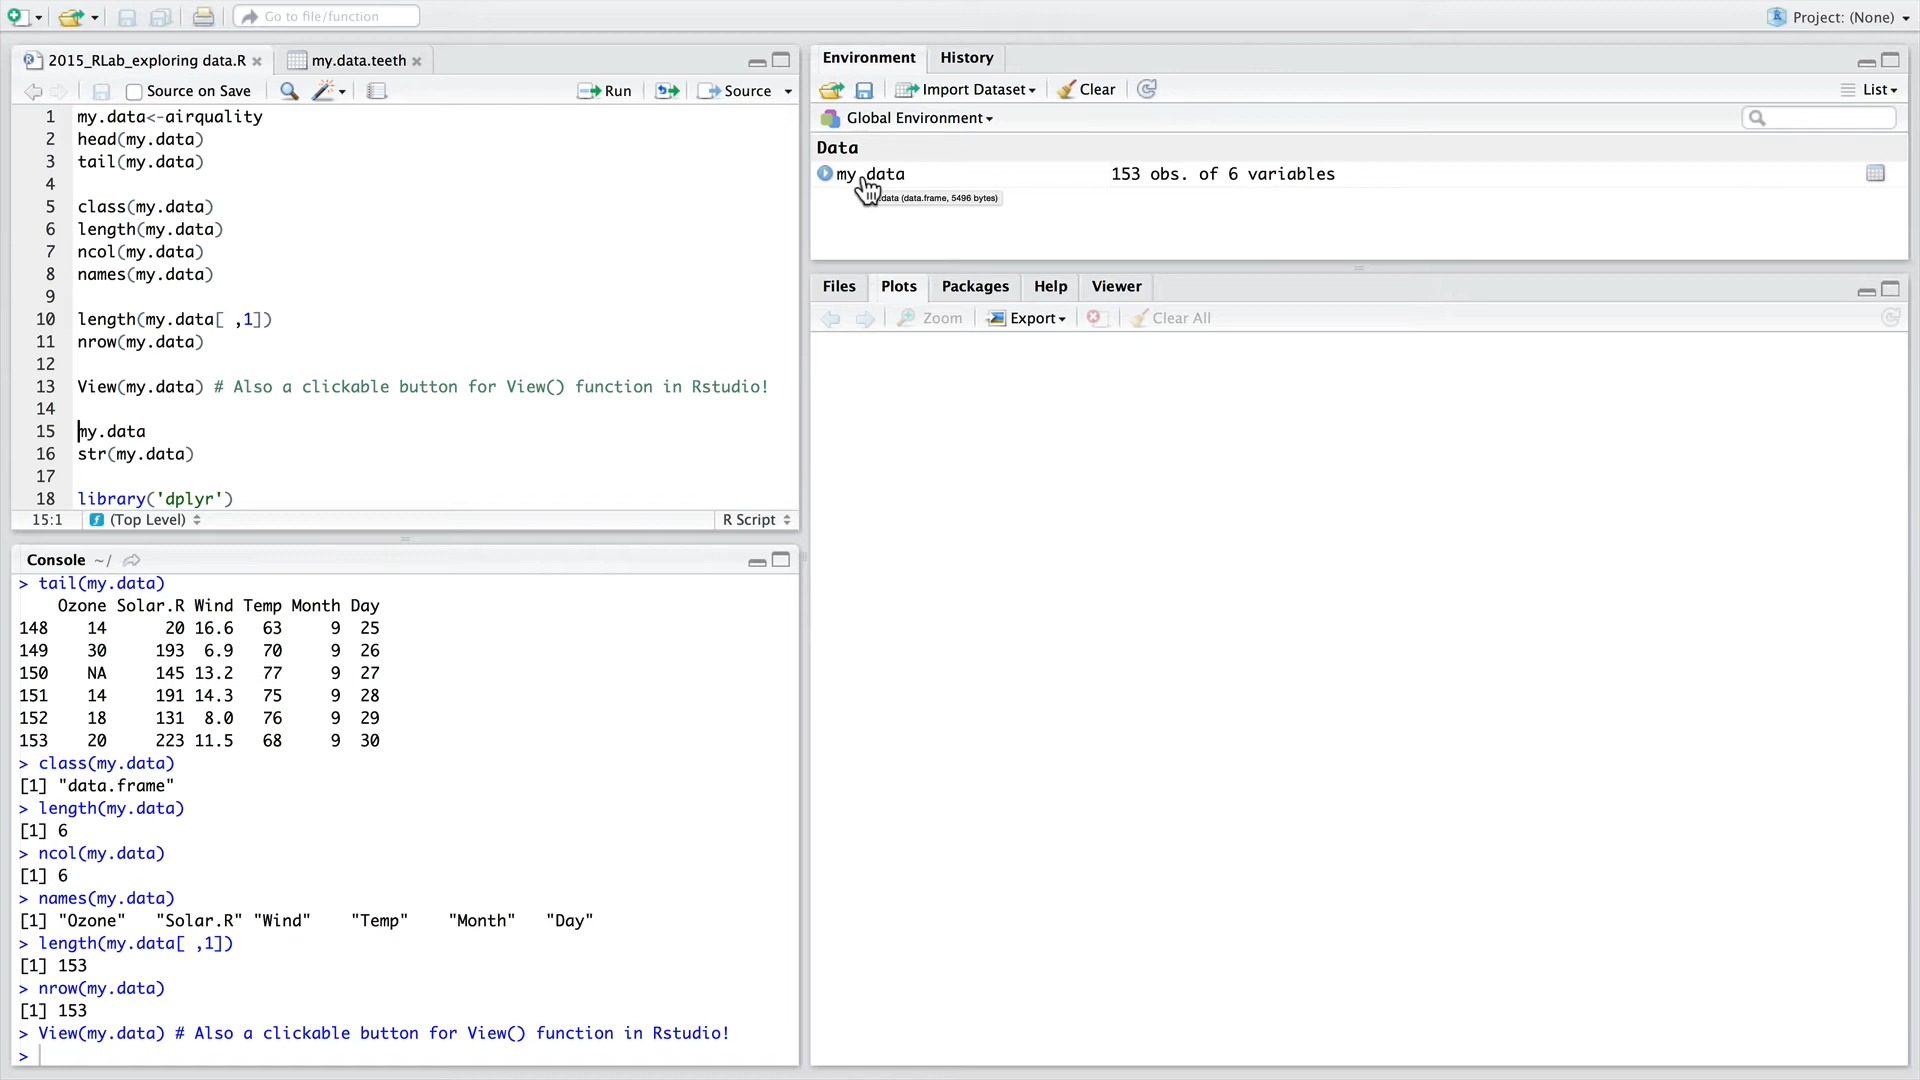 Go to file/function
Project: (None)
2015_RLab_exploring data.R
my.data.teeth
Source on Save
Run
Source
1 my.data<-airquality
2 head(my.data)
3 tail(my.data)
4
5 class(my.data)
6 length(my.data)
7 ncol(my.data)
8 names(my.data)
9
10 length(my.data[ ,1])
11 nrow(my.data)
12
13 View(my.data) # Also a clickable button for View() function in Rstudio!
14
15 my.data
16 str(my.data)
17
18 library('dplyr')
15:1 (Top Level) R Script
Console ~/
> tail(my.data)
Ozone Solar.R Wind Temp Month Day
148 14 20 16.6 63 9 25
149 30 193 6.9 70 9 26
150 NA 145 13.2 77 9 27
151 14 191 14.3 75 9 28
152 18 131 8.0 76 9 29
153 20 223 11.5 68 9 30
> class(my.data)
[1] "data.frame"
> length(my.data)
[1] 6
> ncol(my.data)
[1] 6
> names(my.data)
[1] "Ozone" "Solar.R" "Wind" "Temp" "Month" "Day"
> length(my.data[ ,1])
[1] 153
> nrow(my.data)
[1] 153
> View(my.data) # Also a clickable button for View() function in Rstudio!
>
Environment History
Import Dataset Clear List
Global Environment
Data
my.data 153 obs. of 6 variables
data (data.frame, 5496 bytes)
Files Plots Packages Help Viewer
Zoom Export Clear All